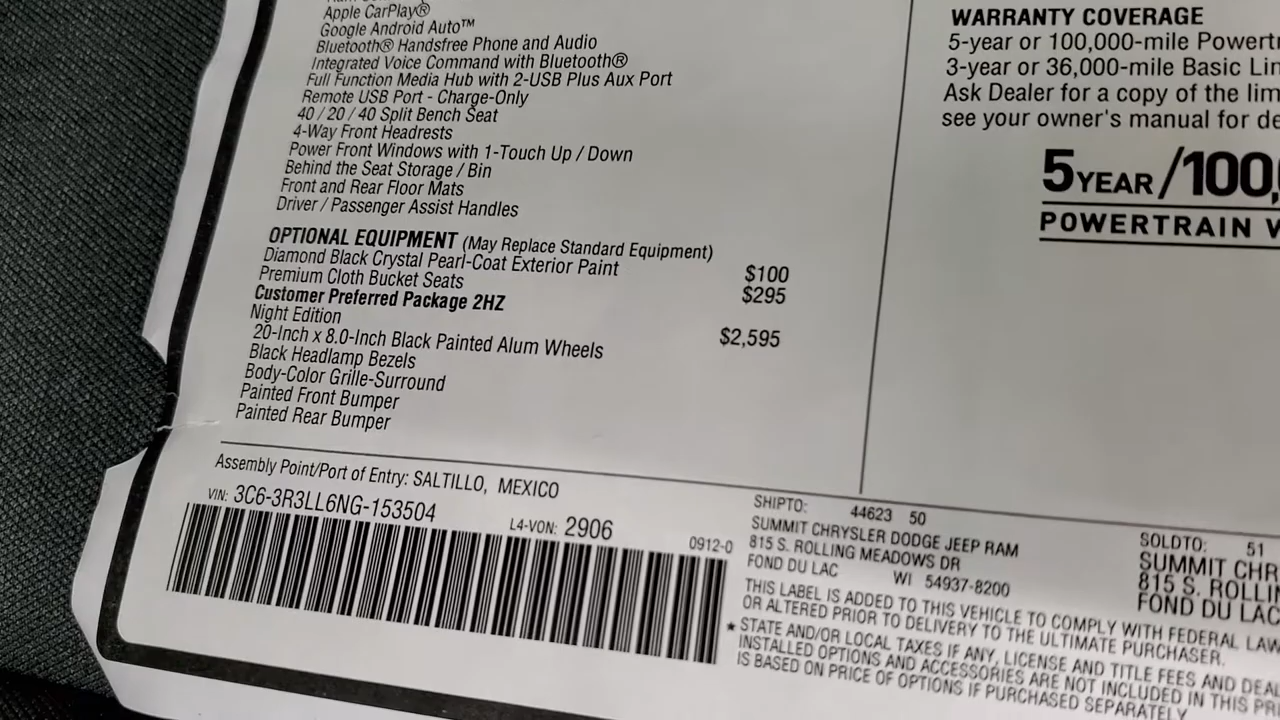 Apple CarPlay®
Google Android Auto™
Bluetooth® Handsfree Phone and Audio
Integrated Voice Command with Bluetooth®
Full Function Media Hub with 2-USB Plus Aux Port
Remote USB Port - Charge-Only
40 / 20 / 40 Split Bench Seat
4-Way Front Headrests
Power Front Windows with 1-Touch Up / Down
Behind the Seat Storage / Bin
Front and Rear Floor Mats
Driver / Passenger Assist Handles
OPTIONAL EQUIPMENT (May Replace Standard Equipment)
Diamond Black Crystal Pearl-Coat Exterior Paint $100
Premium Cloth Bucket Seats $295
Customer Preferred Package 2HZ
Night Edition $2,595
20-Inch x 8.0-Inch Black Painted Alum Wheels
Black Headlamp Bezels
Body-Color Grille-Surround
Painted Front Bumper
Painted Rear Bumper
WARRANTY COVERAGE
5-year or 100,000-mile Powertr
3-year or 36,000-mile Basic Lim
Ask Dealer for a copy of the lim
see your owner's manual for de
5 YEAR/100,
POWERTRAIN W
Assembly Point/Port of Entry: SALTILLO, MEXICO
VIN: 3C6-3R3LL6NG-153504
L4-VON: 2906
0912-0
SHIPTO: 44623 50
SUMMIT CHRYSLER DODGE JEEP RAM
815 S. ROLLING MEADOWS DR
FOND DU LAC WI 54937-8200
SOLDTO: 51
SUMMIT CHR
815 S. ROLLIN
FOND DU LAC
THIS LABEL IS ADDED TO THIS VEHICLE TO COMPLY WITH FEDERAL LAW
OR ALTERED PRIOR TO DELIVERY TO THE ULTIMATE PURCHASER.
★ STATE AND/OR LOCAL TAXES IF ANY, LICENSE AND TITLE FEES AND DEAL
INSTALLED OPTIONS AND ACCESSORIES ARE NOT INCLUDED IN THIS PRI
IS BASED ON PRICE OF OPTIONS IF PURCHASED SEPARATELY